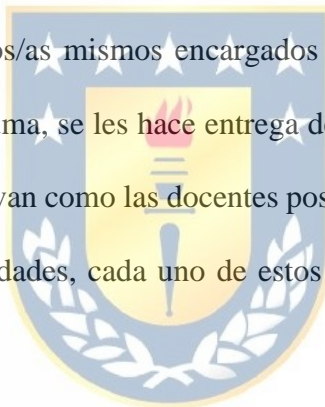 os/as mismos encargados
uma, se les hace entrega de
van como las docentes pos
dades, cada uno de estos